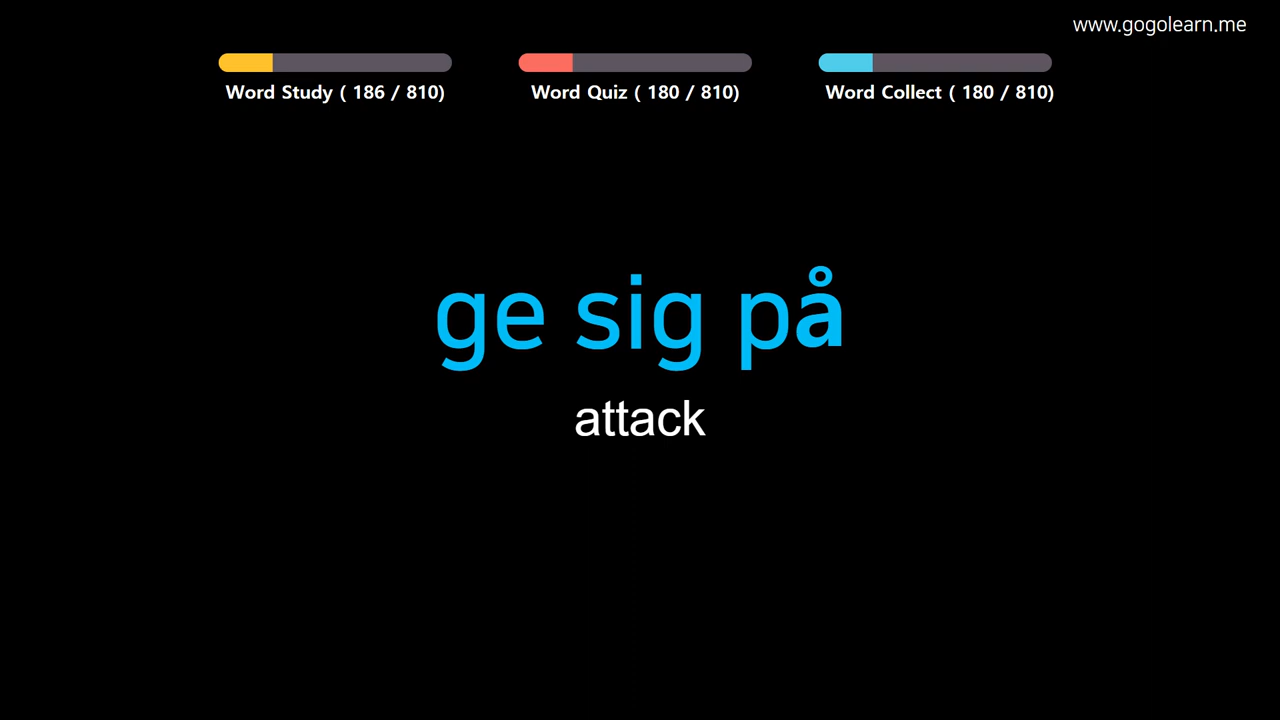 www.gogolearn.me
Word Study ( 186 / 810)
Word Quiz ( 180 / 810)
Word Collect ( 180 / 810)
ge sig på
attack